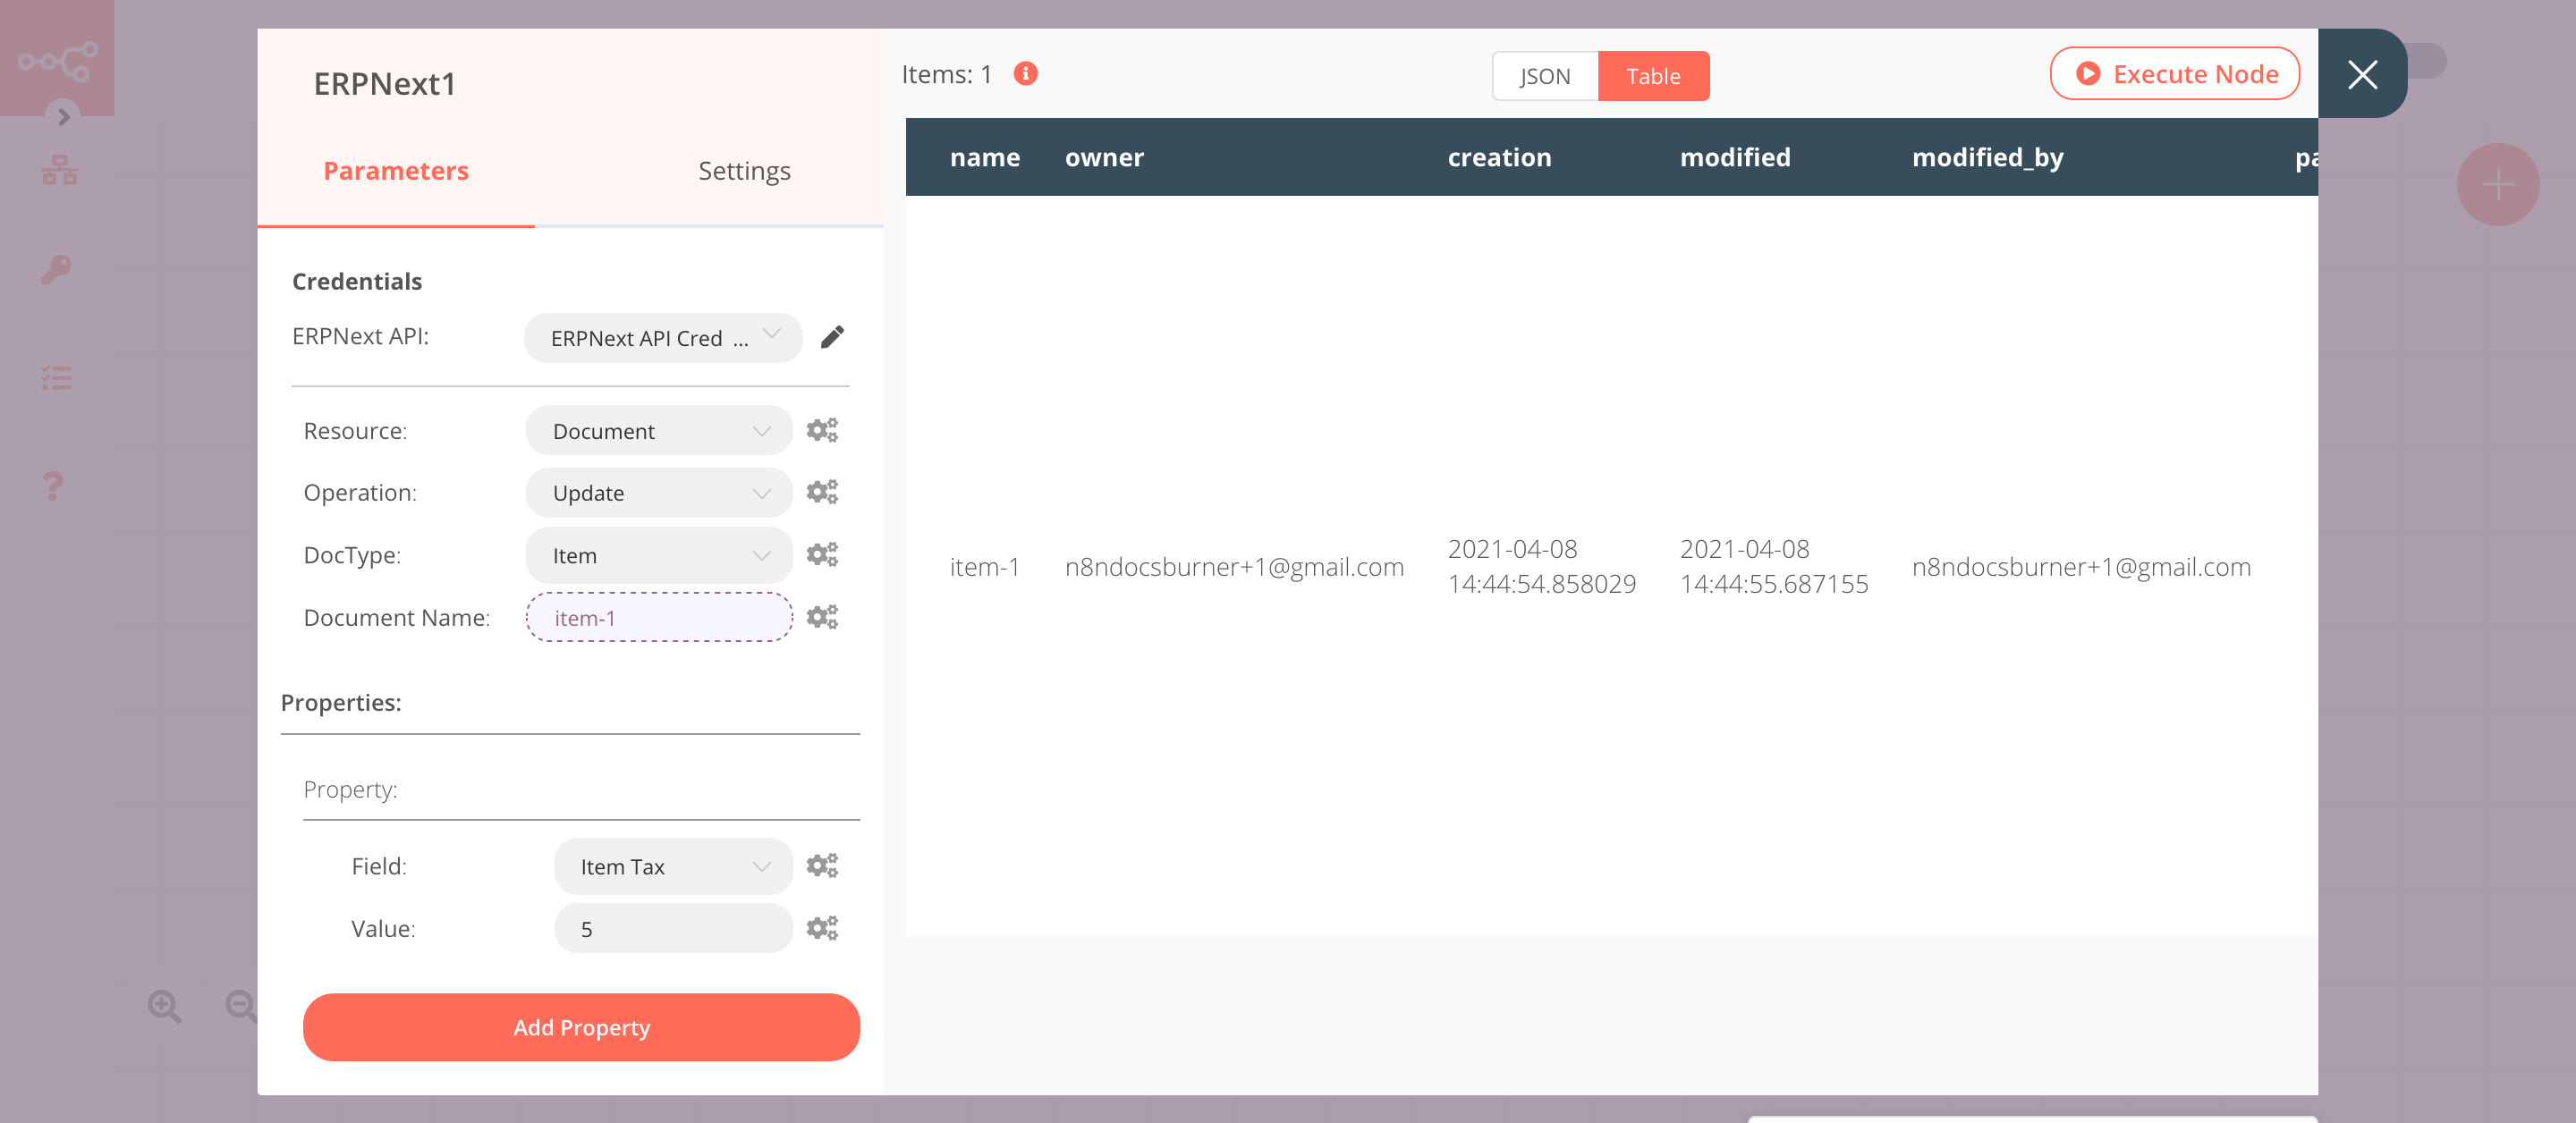 ERPNext1
Parameters Settings
Credentials
ERPNext API: ERPNext API Cred ...
Resource: Document
Operation: Update
DocType: Item
Document Name: item-1
Properties:
Property:
Field: Item Tax
Value: 5
Add Property
Items: 1 JSON Table Execute Node
name owner creation modified modified_by pa
item-1 n8ndocsburner+1@gmail.com 2021-04-08 14:44:54.858029 2021-04-08 14:44:55.687155 n8ndocsburner+1@gmail.com